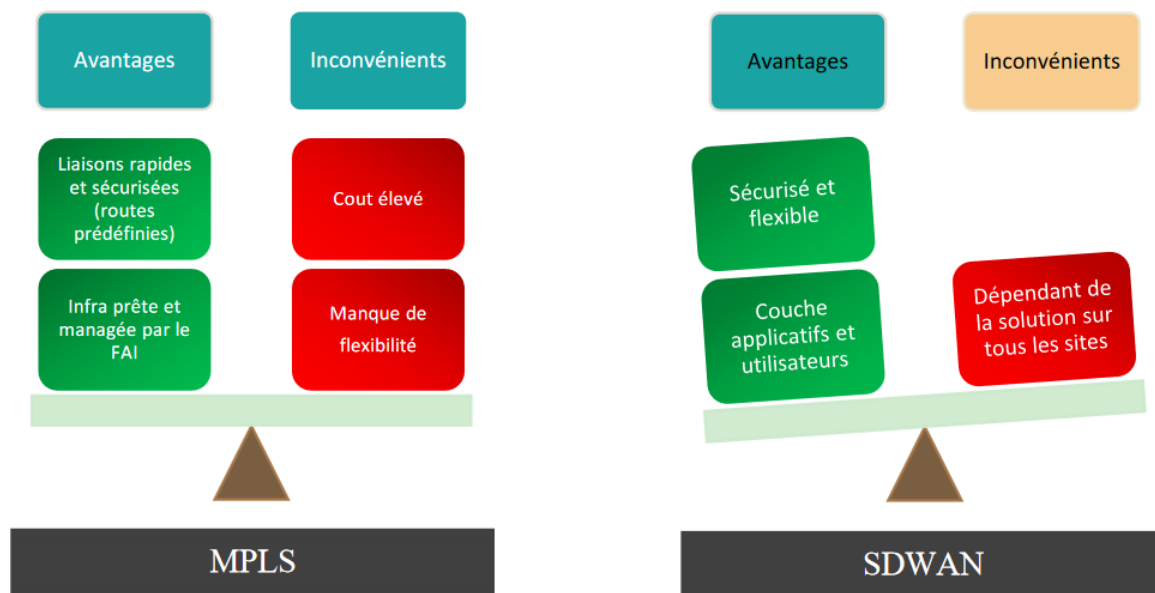 Avantages
Inconvénients
Liaisons rapides
et sécurisées
(routes
prédéfinies)
Cout élevé
Infra prête et
managée par le
FAI
Manque de
flexibilité
MPLS
Avantages
Inconvénients
Sécurisé et
flexible
Couche
applicatifs et
utilisateurs
Dépendant de
la solution sur
tous les sites
SDWAN